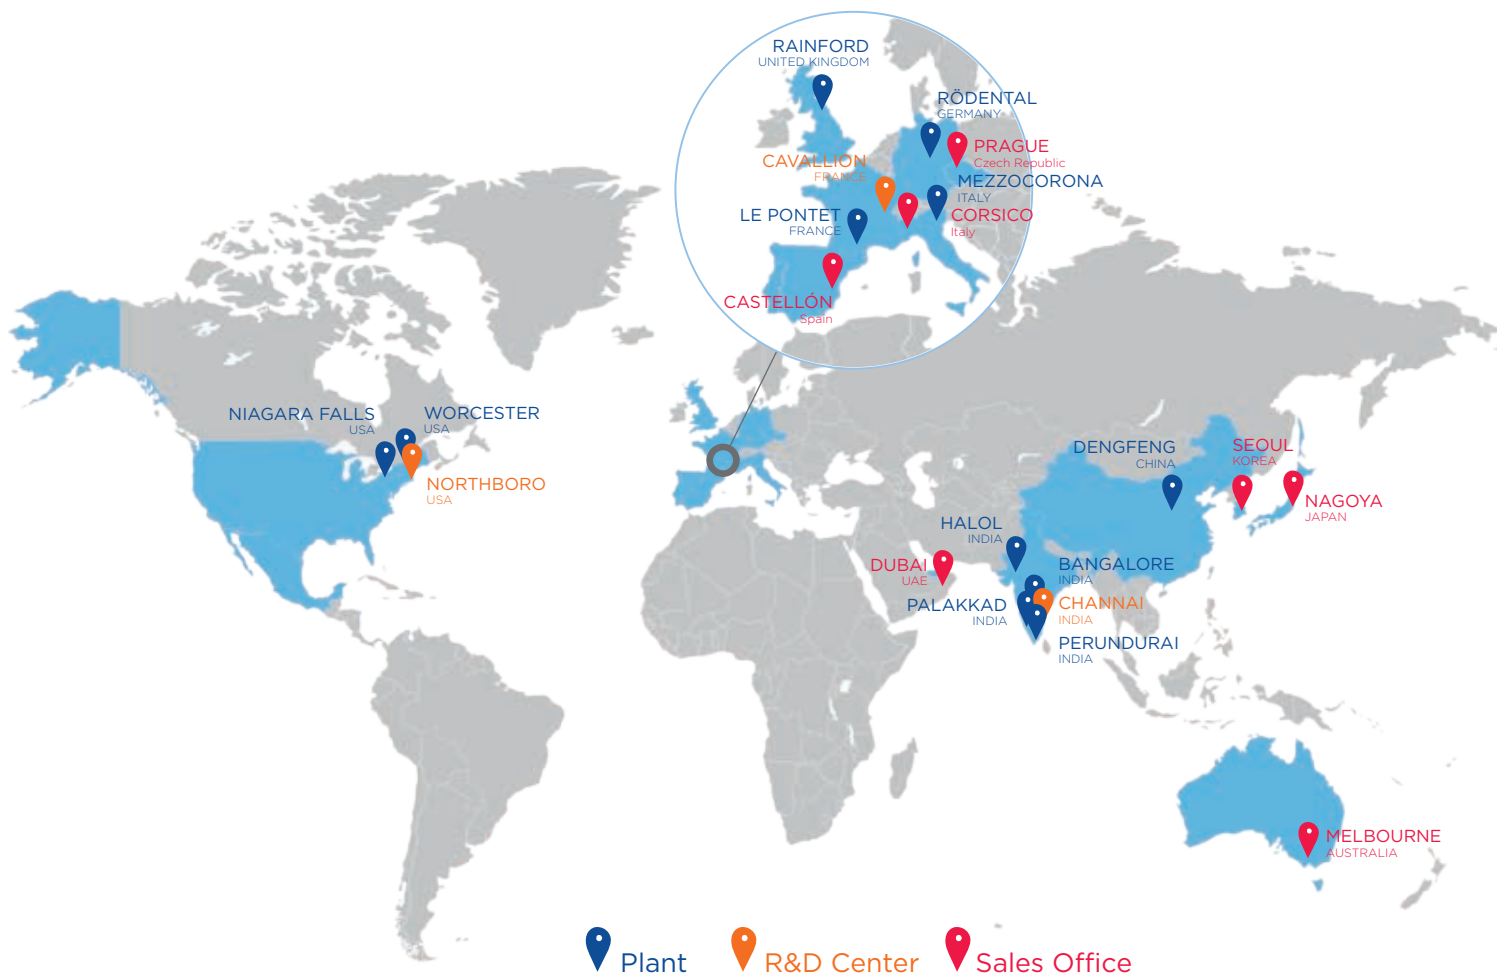 RAINFORD
UNITED KINGDOM
RÖDENTAL
GERMANY
PRAGUE
Czech Republic
CAVALLION
FRANCE
MEZZOCORONA
ITALY
LE PONTET
FRANCE
CORSICO
Italy
CASTELLÓN
Spain
NIAGARA FALLS
USA
WORCESTER
USA
NORTHBORO
USA
DENGFENG
CHINA
SEOUL
KOREA
NAGOYA
JAPAN
HALOL
INDIA
DUBAI
UAE
BANGALORE
INDIA
PALAKKAD
INDIA
CHANNAI
INDIA
PERUNDURAI
INDIA
MELBOURNE
AUSTRALIA
Plant
R&D Center
Sales Office